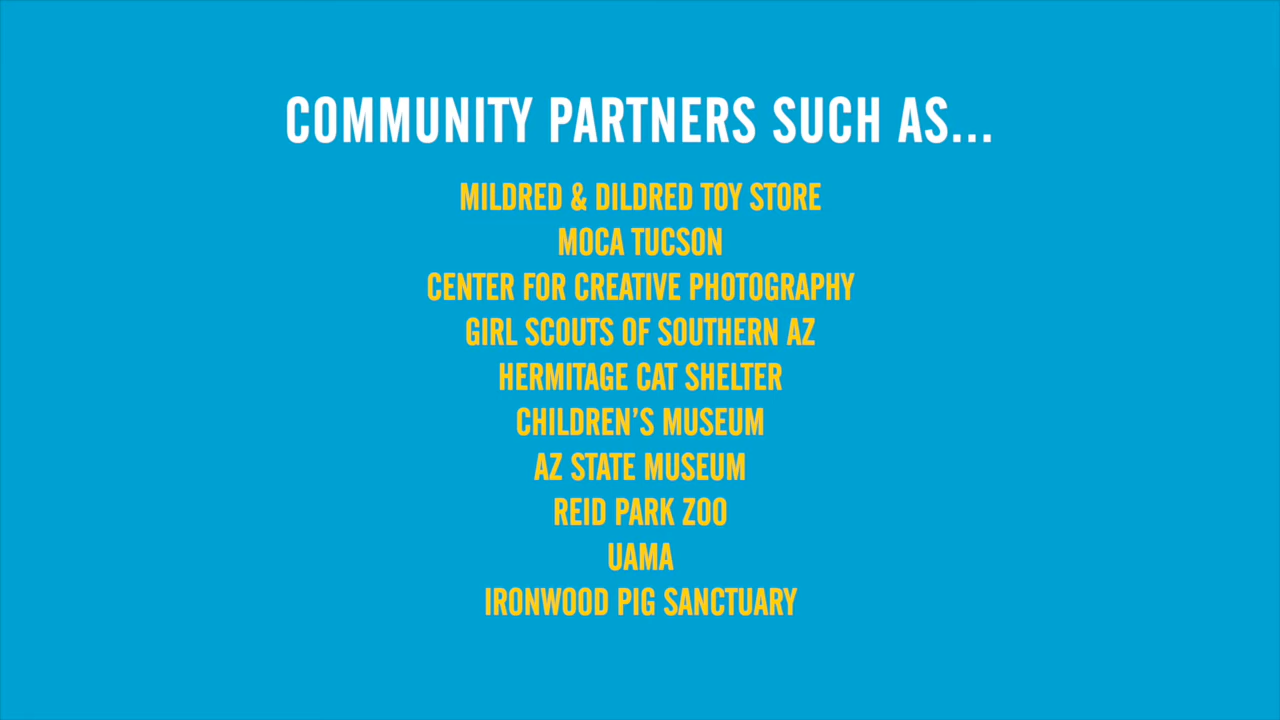 COMMUNITY PARTNERS SUCH AS...
MILDRED & DILDRED TOY STORE
MOCA TUCSON
CENTER FOR CREATIVE PHOTOGRAPHY
GIRL SCOUTS OF SOUTHERN AZ
HERMITAGE CAT SHELTER
CHILDREN’S MUSEUM
AZ STATE MUSEUM
REID PARK ZOO
UAMA
IRONWOOD PIG SANCTUARY